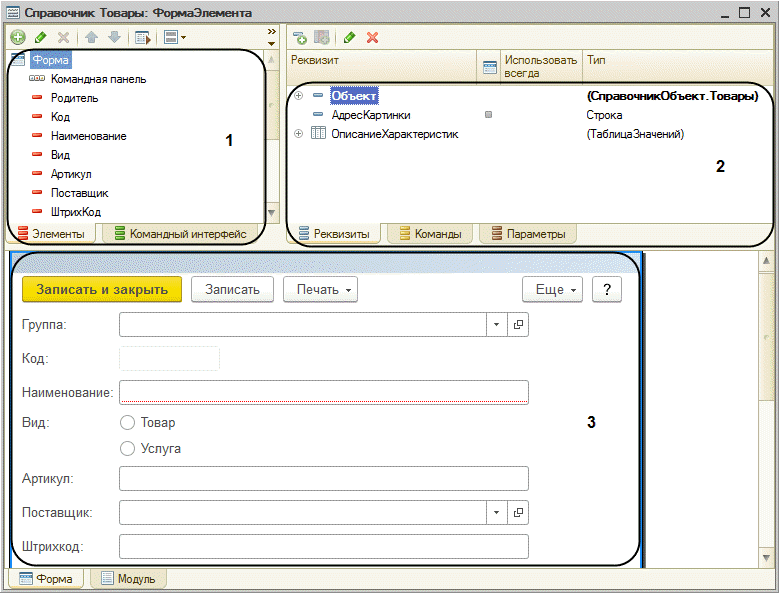 Справочник Товары: ФормаЭлемента
Реквизит
Использовать всегда
Тип
Форма
Командная панель
Родитель
Код
Наименование
Вид
Артикул
Поставщик
ШтрихКод
1
Элементы
Командный интерфейс
Объект
(СправочникОбъект.Товары)
АдресКартинки
Строка
ОписаниеХарактеристик
(ТаблицаЗначений)
2
Реквизиты
Команды
Параметры
Записать и закрыть
Записать
Печать
Еще
?
Группа:
Код:
Наименование:
Вид:
Товар
Услуга
3
Артикул:
Поставщик:
Штрихкод:
Форма
Модуль